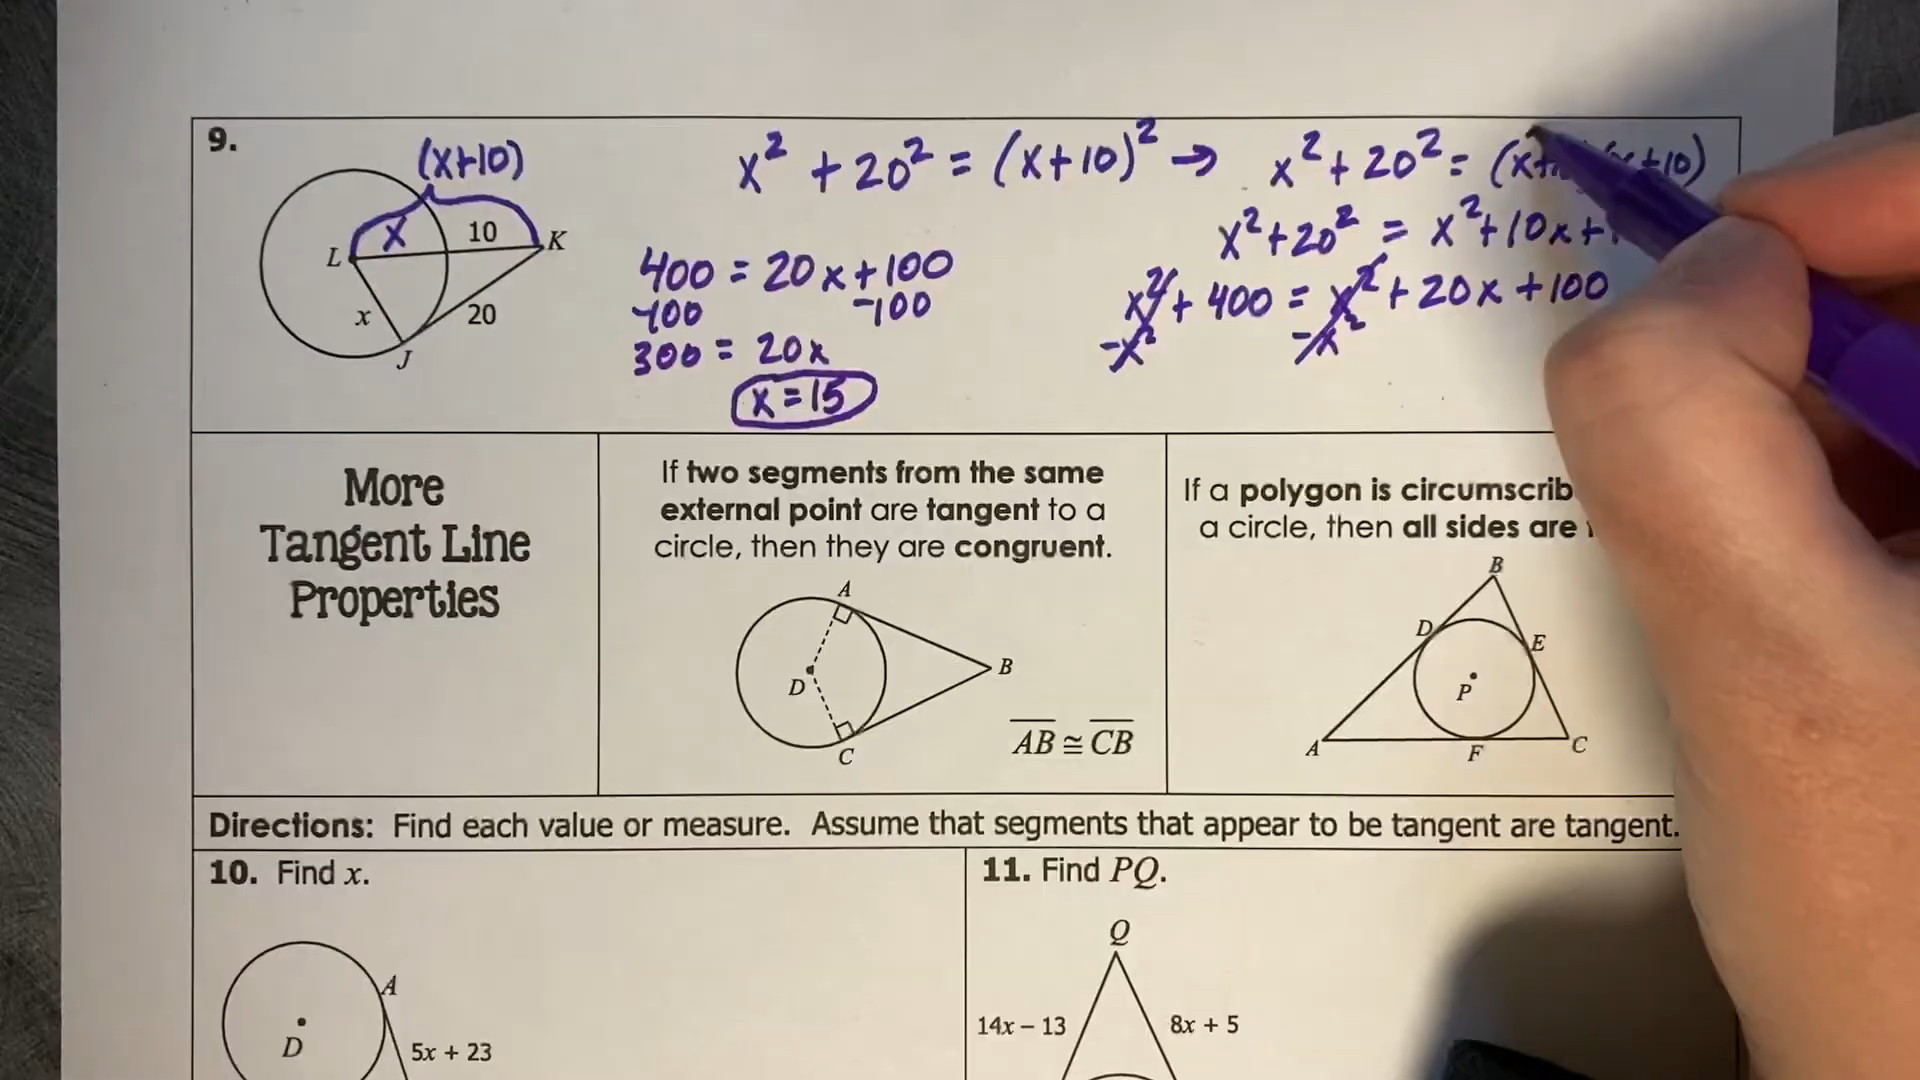 9.
(x+10)
x
10
L
K
x
20
J
x² + 20² = (x+10)² → x² + 20² = (x+10)
x² + 20² = x² + 10x +
x² + 400 = x² + 20x + 100
-x² -x²
400 = 20x + 100
-100 -100
300 = 20x
x = 15
More
Tangent Line
Properties
If two segments from the same
external point are tangent to a
circle, then they are congruent.
A
D
B
C
AB ≅ CB
If a polygon is
a circle, then all sides are
B
D
E
P
A
F
C
Directions: Find each value or measure. Assume that segments that appear to be tangent are tangent.
10. Find x.
A
D
5x + 23
11. Find PQ.
Q
14x – 13
8x + 5